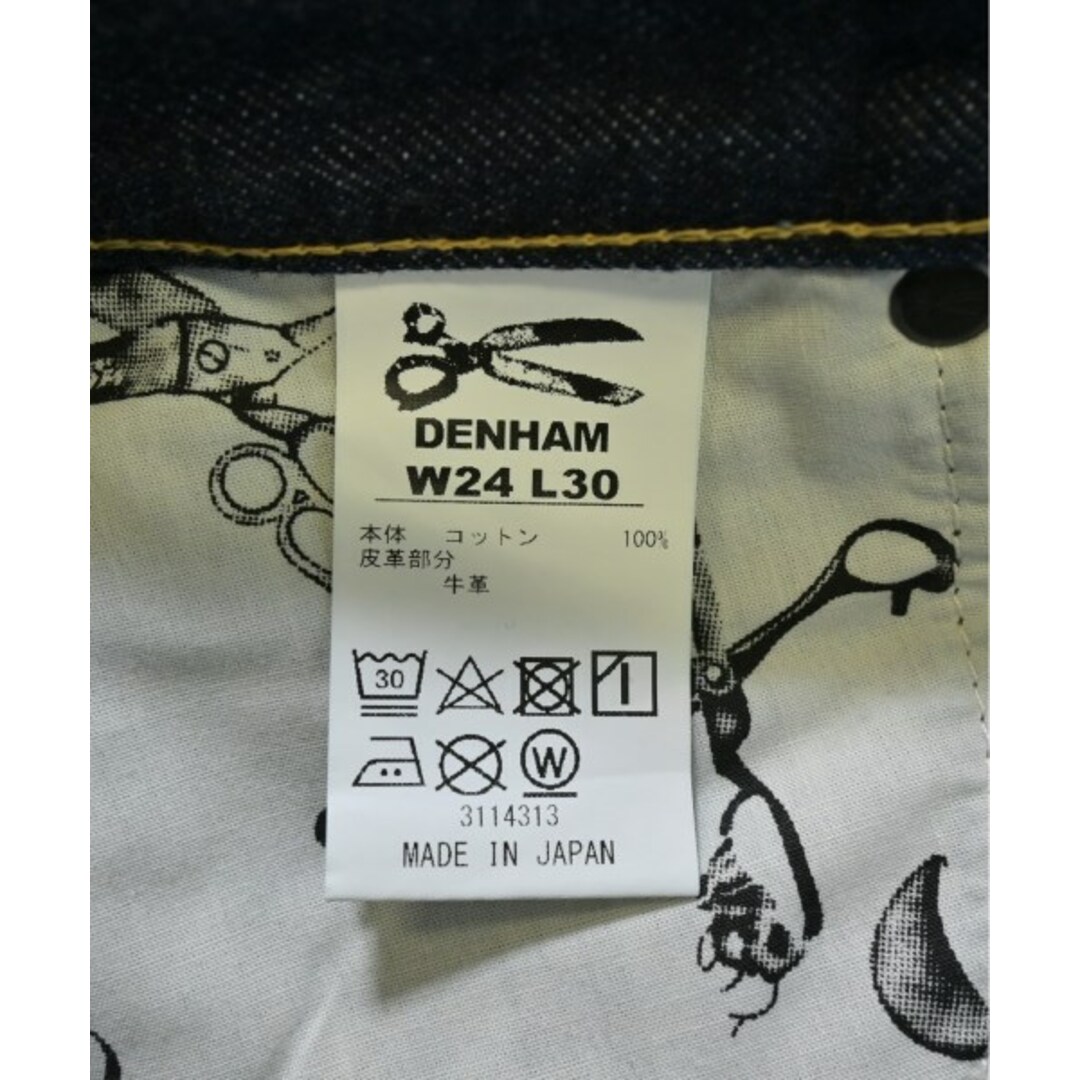 DENHAM
W24 L30
本体 コットン 100%
皮革部分
牛革
30
W
3114313
MADE IN JAPAN